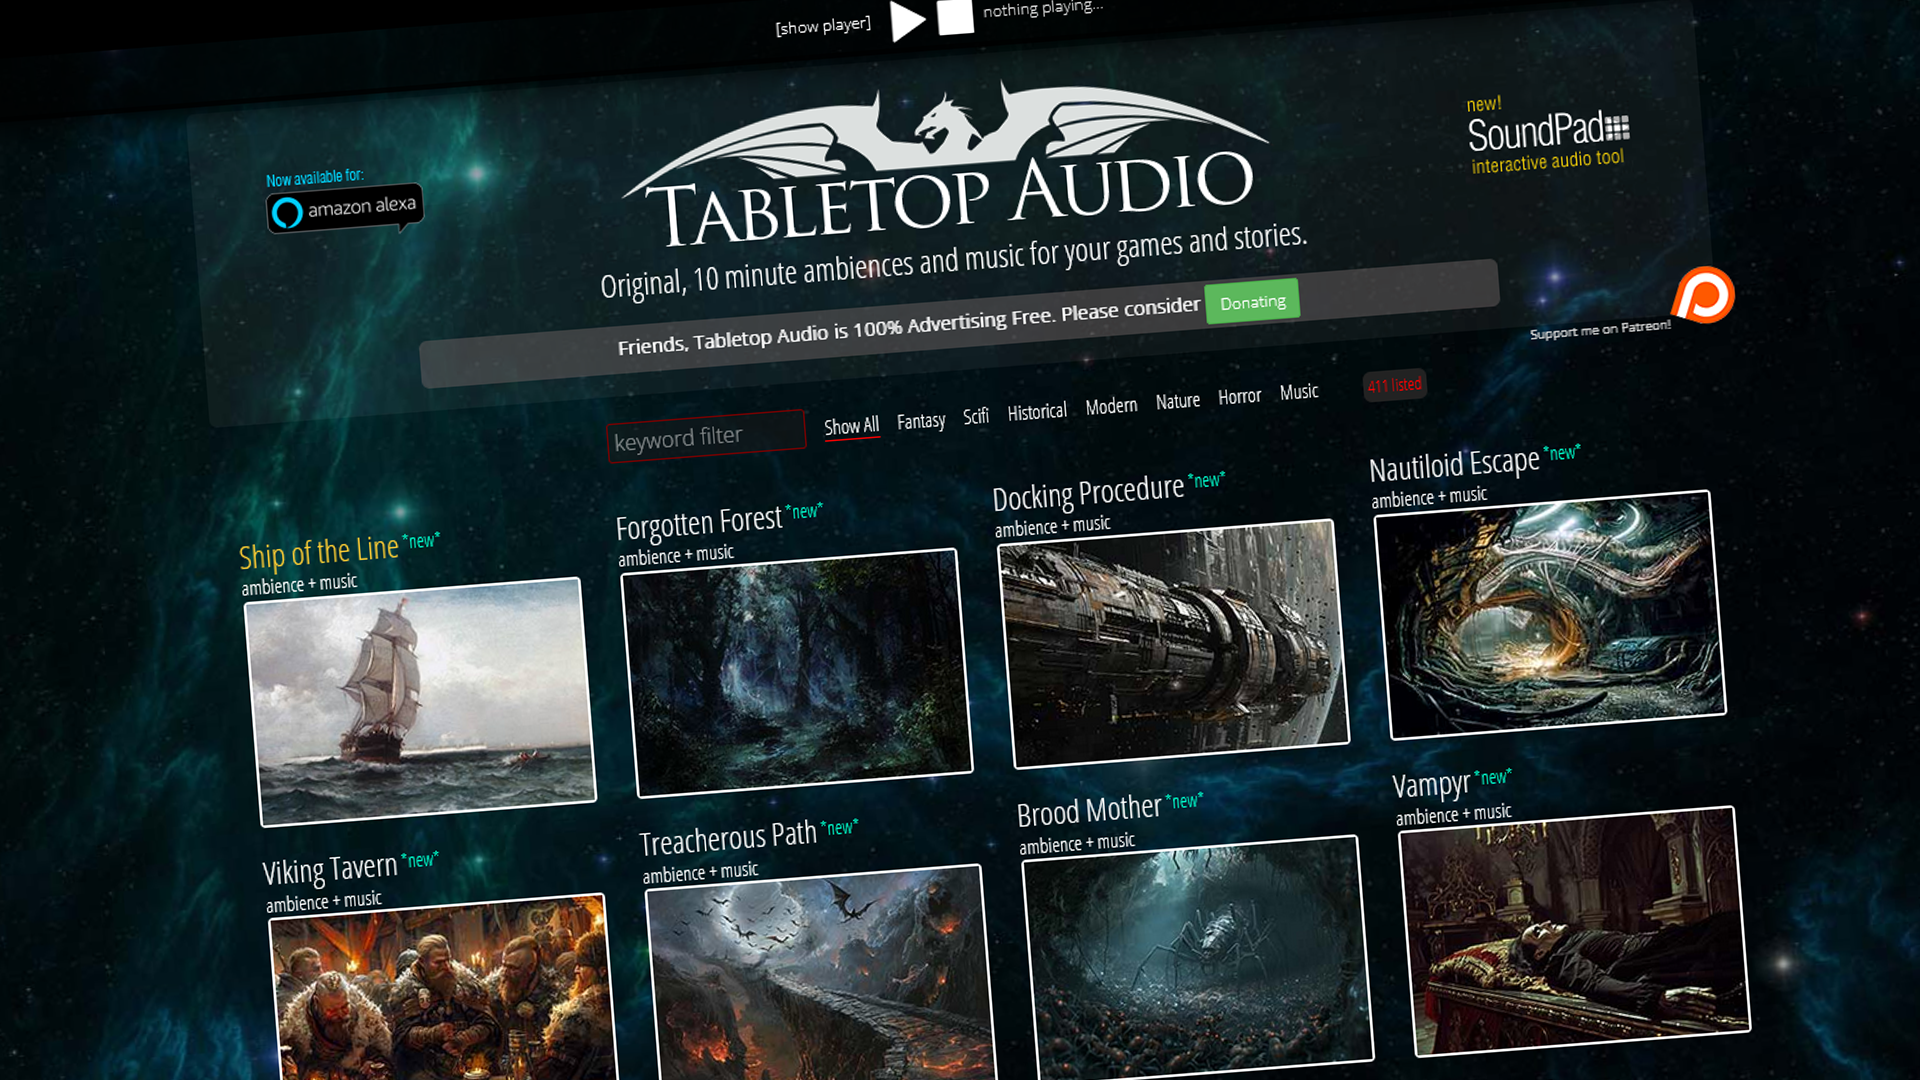 [show player]
nothing playing...
new!
SoundPad
interactive audio tool
Now available for:
amazon alexa
TABLETOP AUDIO
Original, 10 minute ambiences and music for your games and stories.
Friends, Tabletop Audio is 100% Advertising Free. Please consider Donating
Support me on Patreon!
keyword filter
Show All
Fantasy
Scifi
Historical
Modern
Nature
Horror
Music
411 listed
Ship of the Line *new*
ambience + music
Forgotten Forest *new*
ambience + music
Docking Procedure *new*
ambience + music
Nautiloid Escape *new*
ambience + music
Viking Tavern *new*
ambience + music
Treacherous Path *new*
ambience + music
Brood Mother *new*
ambience + music
Vampyr *new*
ambience + music